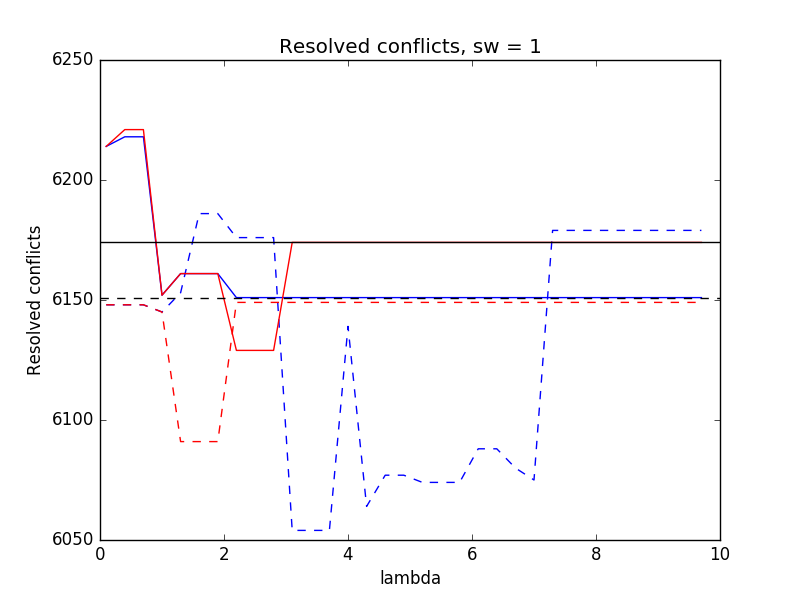 Resolved conflicts, sw = 1
6250
6200
6150
6100
6050
Resolved conflicts
0 2 4 6 8 10
lambda